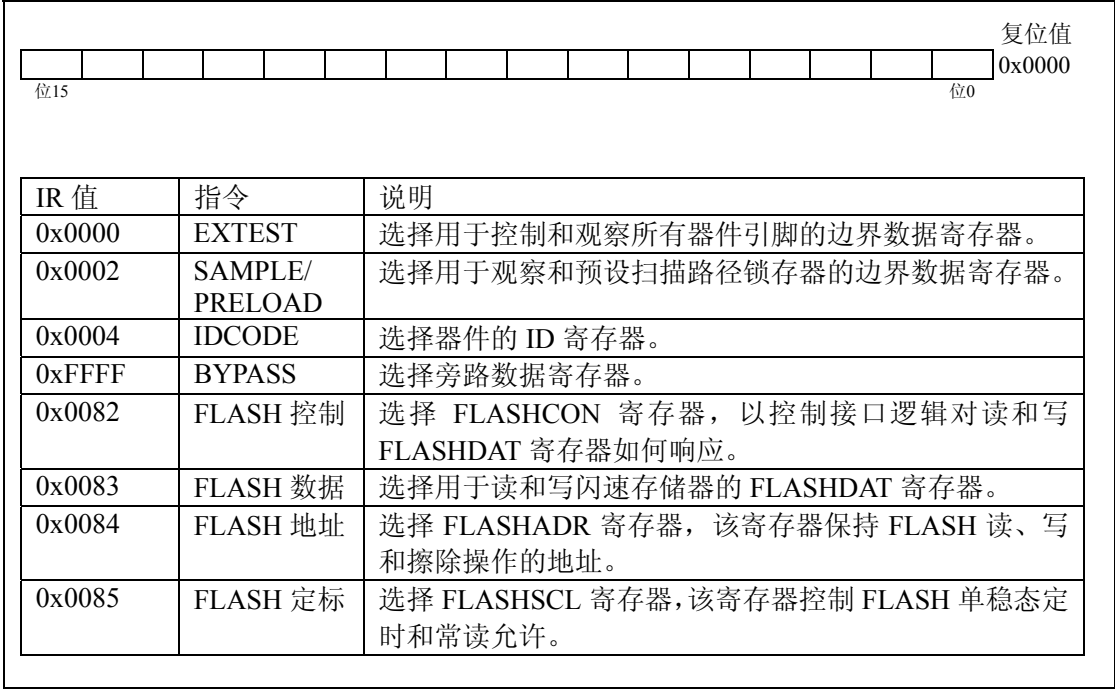 复位值
0x0000
位15 位0
IR 值 指令 说明
0x0000 EXTEST 选择用于控制和观察所有器件引脚的边界数据寄存器。
0x0002 SAMPLE/ 选择用于观察和预设扫描路径锁存器的边界数据寄存器。
PRELOAD
0x0004 IDCODE 选择器件的 ID 寄存器。
0xFFFF BYPASS 选择旁路数据寄存器。
0x0082 FLASH 控制 选择 FLASHCON 寄存器，以控制接口逻辑对读和写
FLASHDAT 寄存器如何响应。
0x0083 FLASH 数据 选择用于读和写闪速存储器的 FLASHDAT 寄存器。
0x0084 FLASH 地址 选择 FLASHADR 寄存器，该寄存器保持 FLASH 读、写
和擦除操作的地址。
0x0085 FLASH 定标 选择 FLASHSCL 寄存器，该寄存器控制 FLASH 单稳态定
时和常读允许。